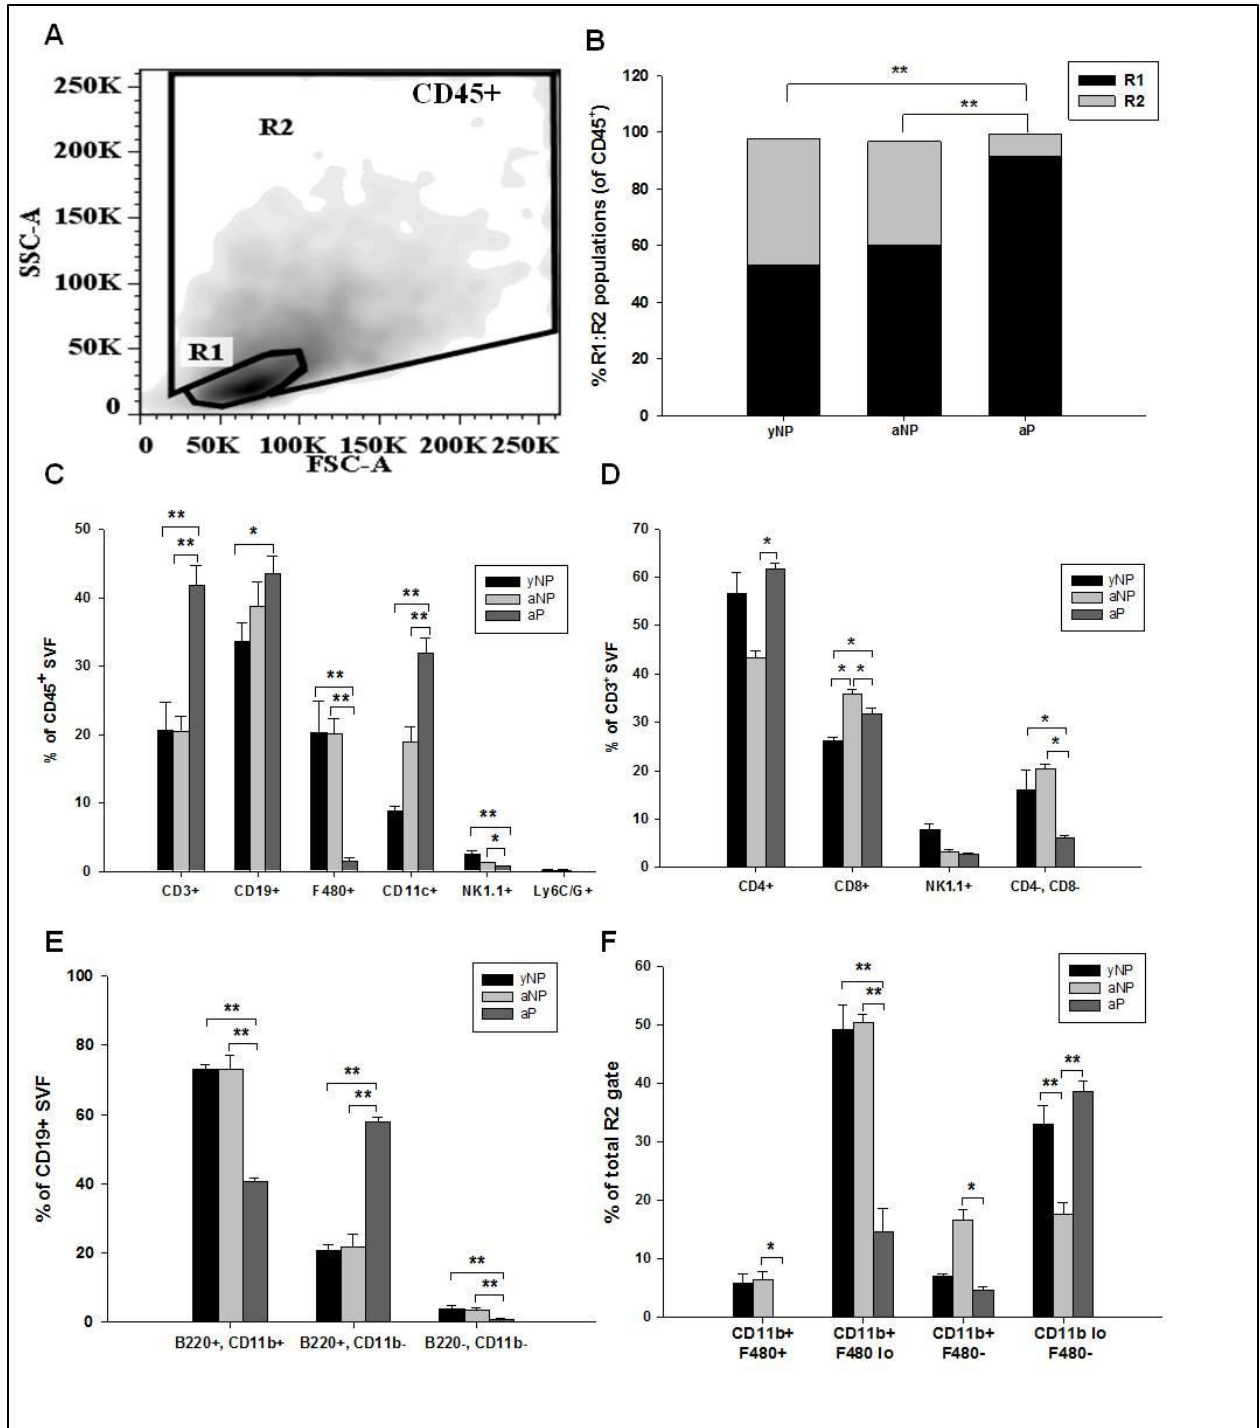 A
250K
200K
150K
100K
50K
0
SSC-A
CD45+
R2
R1
0 50K 100K 150K 200K 250K
FSC-A
B
120
100
80
60
40
20
0
% R1:R2 populations (of CD45+)
** 
**
R1
R2
yNP aNP aP
C
50
40
30
20
10
0
% of CD45+ SVF
** ** * ** ** ** ** ** *
yNP
aNP
aP
CD3+ CD19+ F480+ CD11c+ NK1.1+ Ly6C/G+
D
70
60
50
40
30
20
10
0
% of CD3+ SVF
* * * * * *
yNP
aNP
aP
CD4+ CD8+ NK1.1+ CD4-, CD8-
E
100
80
60
40
20
0
% of CD19+ SVF
** ** ** ** ** **
yNP
aNP
aP
B220+, CD11b+ B220+, CD11b- B220-, CD11b-
F
60
50
40
30
20
10
0
% of total R2 gate
* ** ** * ** **
yNP
aNP
aP
CD11b+ CD11b+ CD11b+ CD11b lo
F480+ F480 lo F480- F480-